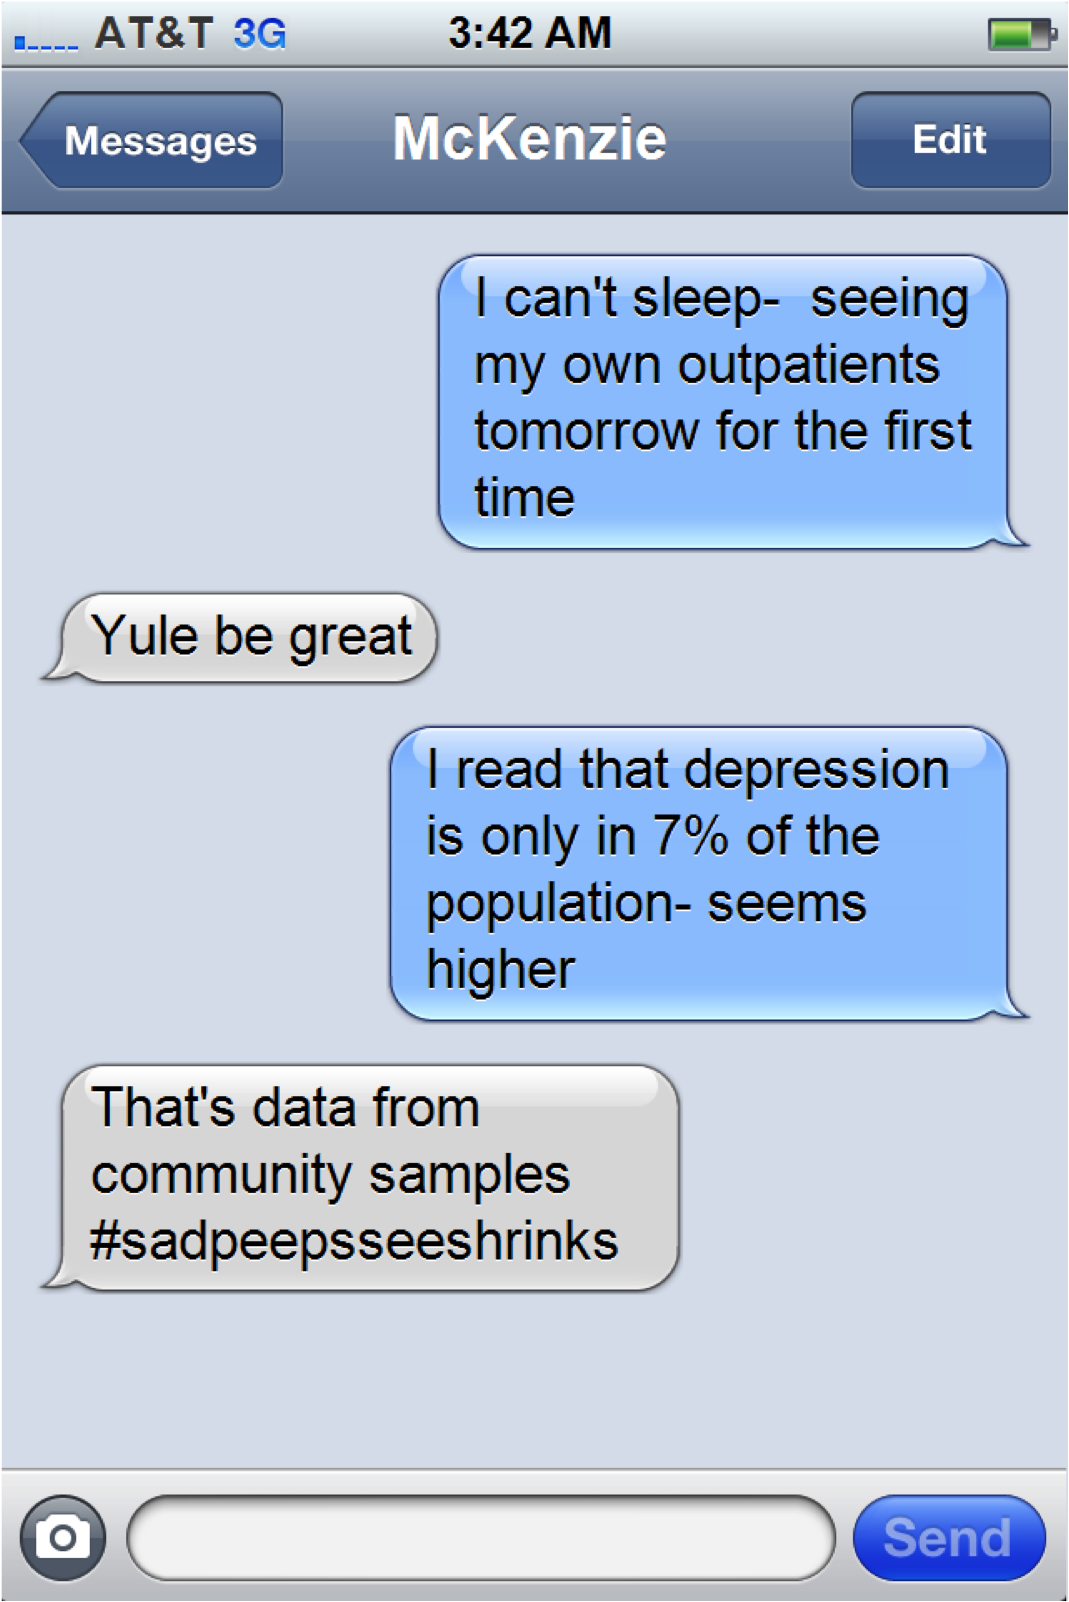 AT&T 3G 3:42 AM
Messages McKenzie Edit
I can't sleep-  seeing
my own outpatients
tomorrow for the first
time
Yule be great
I read that depression
is only in 7% of the
population- seems
higher
That's data from
community samples
#sadpeepsseeshrinks
Send